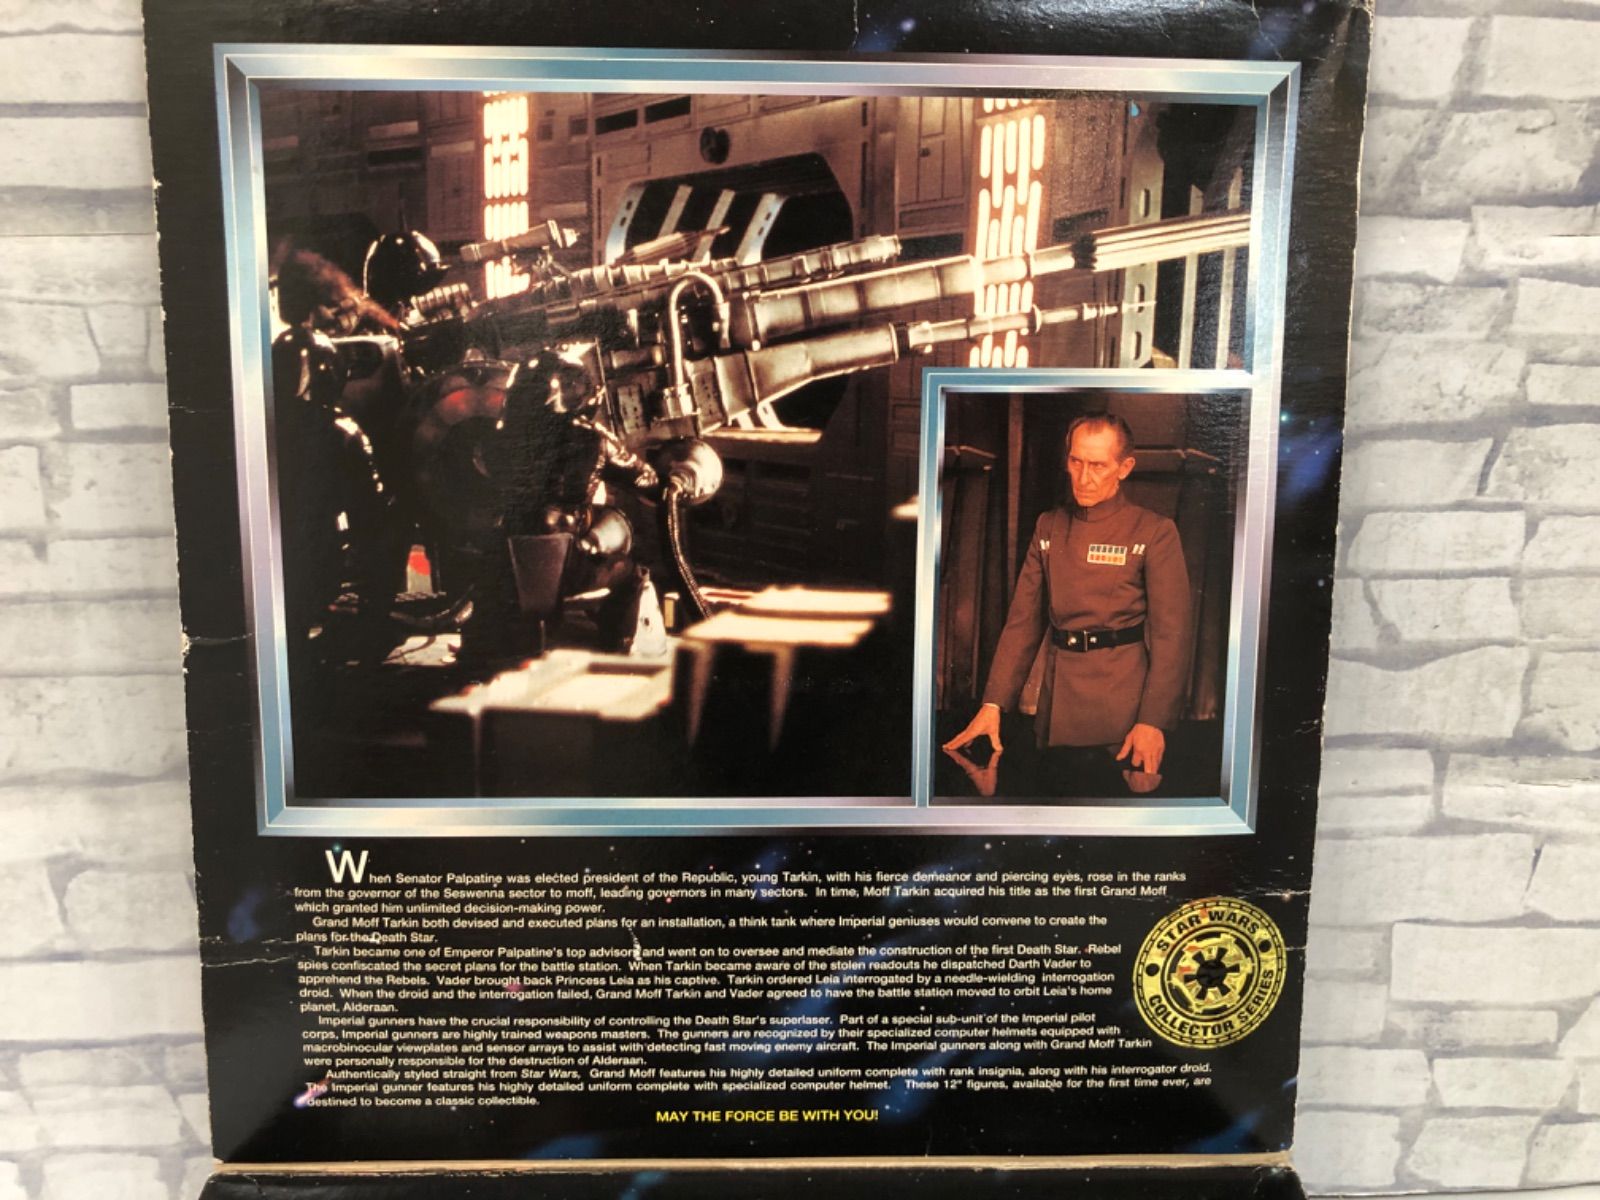 When Senator Palpatine was elected president of the Republic, young Tarkin, with his fierce demeanor and piercing eyes, rose in the ranks
from the governor of the Seswenna sector to moff, leading governors in many sectors. In time, Moff Tarkin acquired his title as the first Grand Moff
which granted him unlimited decision-making power.
Grand Moff Tarkin both devised and executed plans for an installation, a think tank where Imperial geniuses would convene to create the
plans for the Death Star.
Tarkin became one of Emperor Palpatine's top advisors and went on to oversee and mediate the construction of the first Death Star. Rebel
spies confiscated the secret plans for the battle station. When Tarkin became aware of the stolen readouts he dispatched Darth Vader to
apprehend the Rebels. Vader brought back Princess Leia as his captive. Tarkin ordered Leia interrogated by a needle-wielding interrogation
droid. When the droid and the interrogation failed, Grand Moff Tarkin and Vader agreed to have the battle station moved to orbit Leia's home
planet, Alderaan.
Imperial gunners have the crucial responsibility of controlling the Death Star's superlaser. Part of a special sub-unit of the Imperial pilot
corps, Imperial gunners are highly trained weapons masters. The gunners are recognized by their specialized computer helmets equipped with
macrobinocular viewplates and sensor arrays to assist with detecting fast moving enemy aircraft. The Imperial gunners along with Grand Moff Tarkin
were personally responsible for the destruction of Alderaan.
Authentically styled straight from Star Wars, Grand Moff features his highly detailed uniform complete with rank insignia, along with his interrogator droid.
The Imperial gunner features his highly detailed uniform complete with specialized computer helmet. These 12" figures, available for the first time ever, are
destined to become a classic collectible.
MAY THE FORCE BE WITH YOU!
STAR WARS
COLLECTOR SERIES